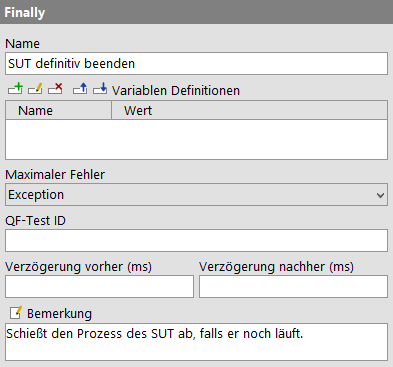 Finally
Name
SUT definitiv beenden
Variablen Definitionen
Name Wert
Maximaler Fehler
Exception
QF-Test ID
Verzögerung vorher (ms) Verzögerung nachher (ms)
Bemerkung
Schießt den Prozess des SUT ab, falls er noch läuft.